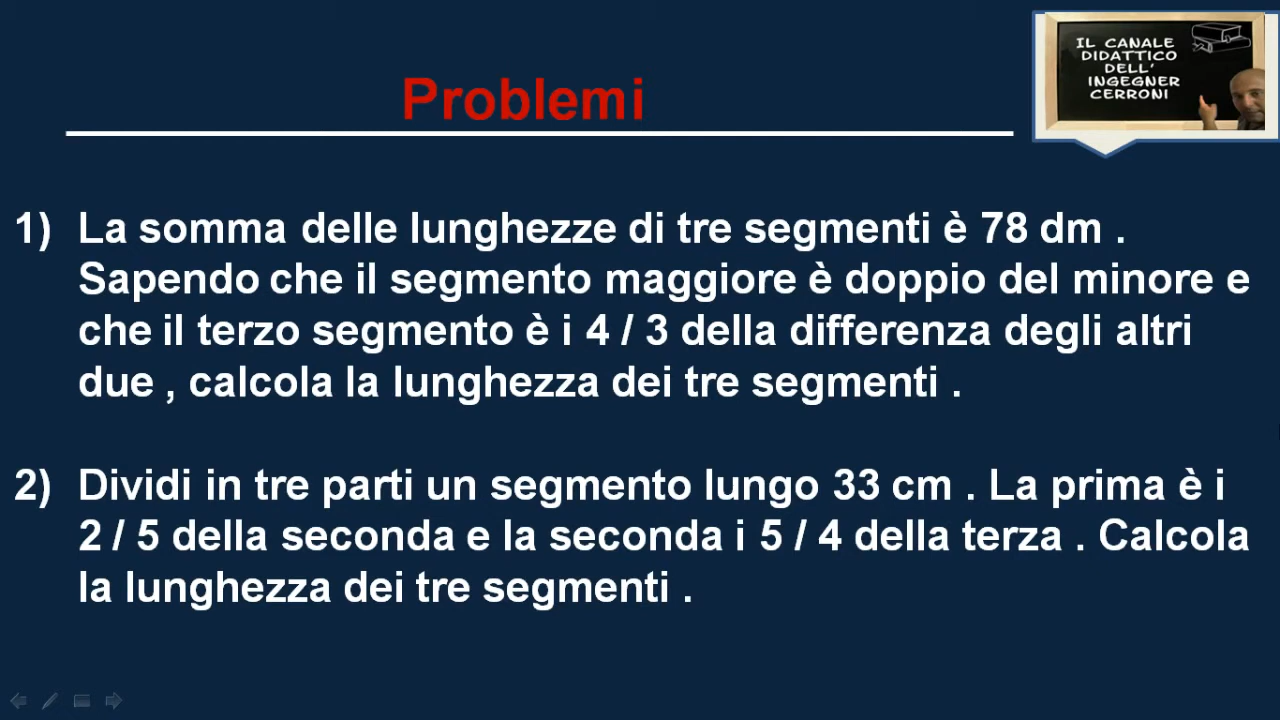 IL CANALE
DIDATTICO
DELL'
INGEGNER
CERRONI
Problemi
1) La somma delle lunghezze di tre segmenti è 78 dm .
Sapendo che il segmento maggiore è doppio del minore e
che il terzo segmento è i 4 / 3 della differenza degli altri
due , calcola la lunghezza dei tre segmenti .
2) Dividi in tre parti un segmento lungo 33 cm . La prima è i
2 / 5 della seconda e la seconda i 5 / 4 della terza . Calcola
la lunghezza dei tre segmenti .